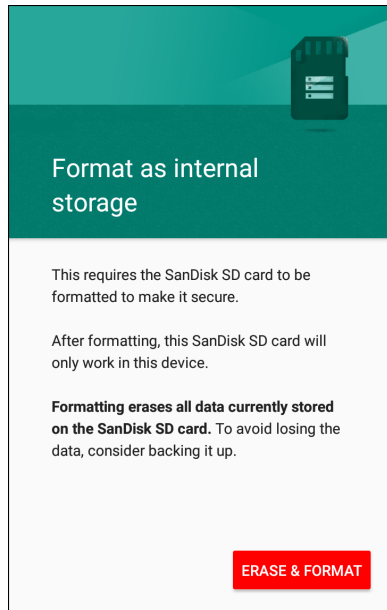 Format as internal
storage
This requires the SanDisk SD card to be
formatted to make it secure.
After formatting, this SanDisk SD card will
only work in this device.
Formatting erases all data currently stored
on the SanDisk SD card. To avoid losing the
data, consider backing it up.
ERASE & FORMAT